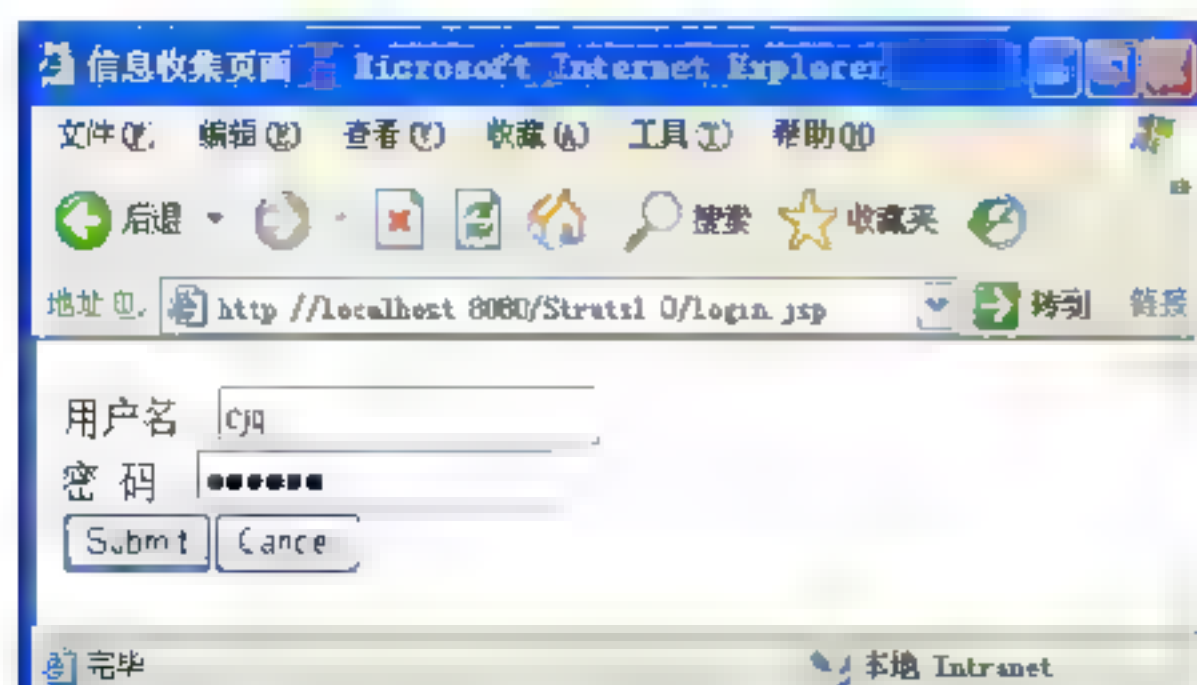 信息收集页面 - Microsoft Internet Explorer
文件(F) 编辑(E) 查看(V) 收藏(A) 工具(T) 帮助(H)
后退 搜索 收藏夹
地址(D) http://localhost:8080/Struts1.0/login.jsp 转到 链接
用户名 cjq
密 码 ●●●●●●
Submit Cancel
完毕 本地 Intranet